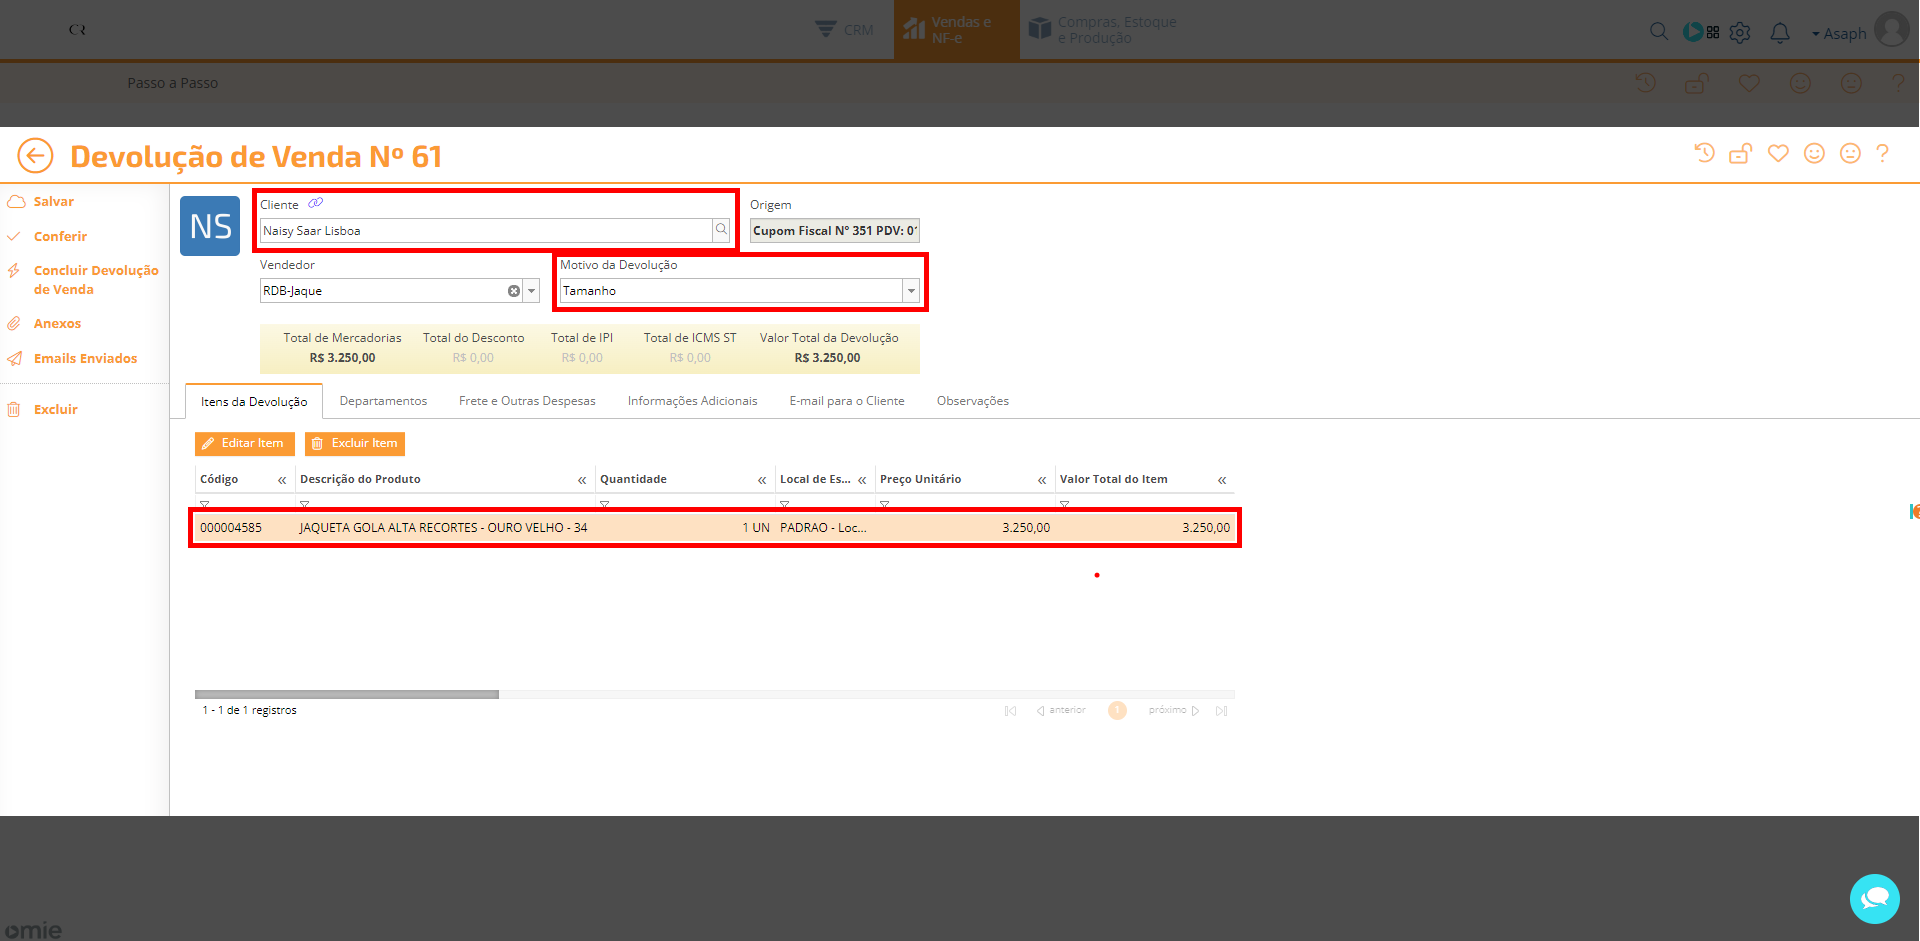 CR
CRM
Vendas e
NF-e
Compras, Estoque
e Produção
Asaph
Passo a Passo
?
Devolução de Venda Nº 61
?
Salvar
Conferir
Concluir Devolução
de Venda
Anexos
Emails Enviados
Excluir
NS
Cliente
Naisy Saar Lisboa
Origem
Cupom Fiscal N° 351 PDV: 0
Vendedor
RDB-Jaque
Motivo da Devolução
Tamanho
Total de Mercadorias Total do Desconto Total de IPI Total de ICMS ST Valor Total da Devolução
R$ 3.250,00 R$ 0,00 R$ 0,00 R$ 0,00 R$ 3.250,00
Itens da Devolução Departamentos Frete e Outras Despesas Informações Adicionais E-mail para o Cliente Observações
Editar Item Excluir Item
Código « Descrição do Produto « Quantidade « Local de Es... « Preço Unitário « Valor Total do Item «
000004585 JAQUETA GOLA ALTA RECORTES - OURO VELHO - 34 1 UN PADRAO - Loc... 3.250,00 3.250,00
1 - 1 de 1 registros
anterior 1 próximo
omie